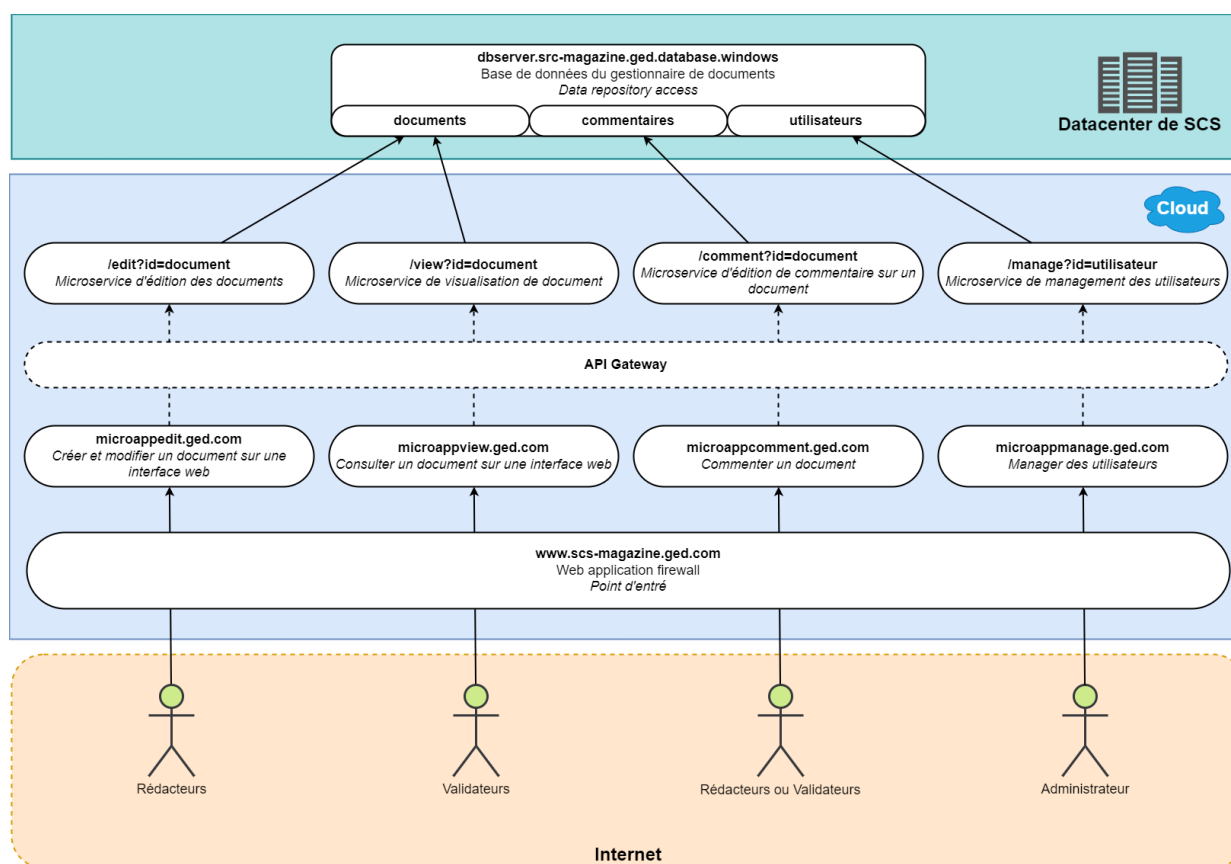 dbserver.src-magazine.ged.database.windows
Base de données du gestionnaire de documents
Data repository access
documents
commentaires
utilisateurs
Datacenter de SCS
Cloud
/edit?id=document
Microservice d'édition des documents
/view?id=document
Microservice de visualisation de document
/comment?id=document
Microservice d'édition de commentaire sur un
document
/manage?id=utilisateur
Microservice de management des utilisateurs
API Gateway
microappedit.ged.com
Créer et modifier un document sur une
interface web
microappview.ged.com
Consulter un document sur une interface web
microappcomment.ged.com
Commenter un document
microappmanage.ged.com
Manager des utilisateurs
www.scs-magazine.ged.com
Web application firewall
Point d'entré
Rédacteurs
Validateurs
Rédacteurs ou Validateurs
Administrateur
Internet